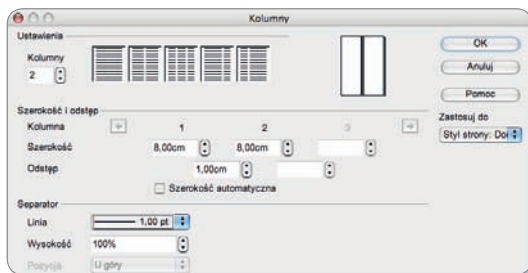 Kolumny
Ustawienia
OK
Kolumny
2
Anuluj
Pomoc
Szerokość i odstęp
Zastosuj do
Kolumna 1 2 3
Styl strony: Do
Szerokość 8,00cm 8,00cm
Odstęp 1,00cm
Szerokość automatyczna
Separator
Linia 1,00 pt
Wysokość 100%
Pozycja U góry